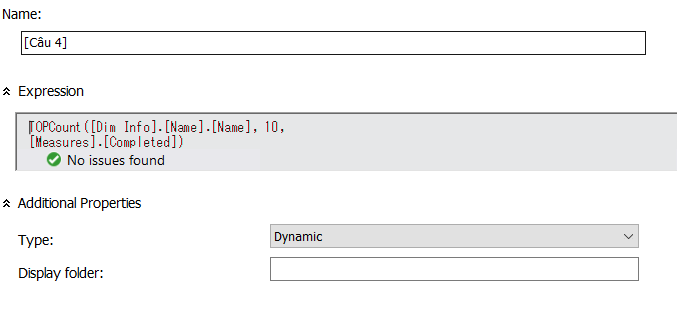 Name:
[Câu 4]
Expression
TOPCount([Dim Info].[Name].[Name], 10,
[Measures].[Completed])
No issues found
Additional Properties
Type:
Dynamic
Display folder: